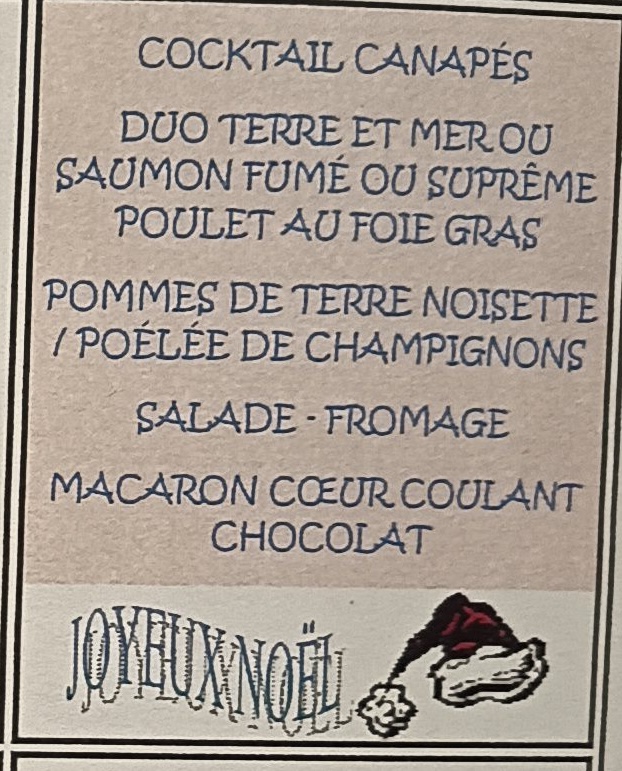 COCKTAIL CANAPÉS
DUO TERRE ET MER OU
SAUMON FUMÉ OU SUPRÊME
POULET AU FOIE GRAS
POMMES DE TERRE NOISETTE
/ POÉLÉE DE CHAMPIGNONS
SALADE - FROMAGE
MACARON CŒUR COULANT
CHOCOLAT
JOYEUX NOËL